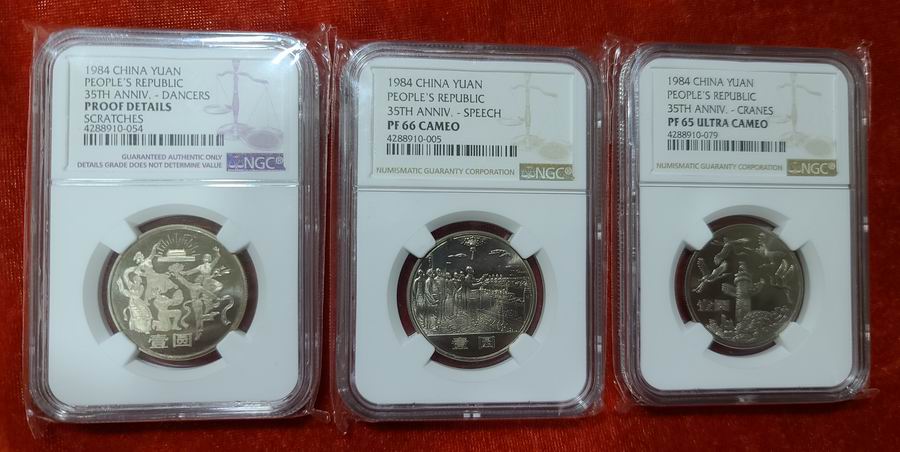 1984 CHINA YUAN
PEOPLE'S REPUBLIC
35TH ANNIV. - DANCERS
PROOF DETAILS
SCRATCHES
4288910-054
GUARANTEED AUTHENTIC ONLY
DETAILS GRADE DOES NOT DETERMINE VALUE
NGC®
壹圆
1984 CHINA YUAN
PEOPLE'S REPUBLIC
35TH ANNIV. - SPEECH
PF 66 CAMEO
4288910-005
NUMISMATIC GUARANTY CORPORATION
NGC®
壹圆
1984 CHINA YUAN
PEOPLE'S REPUBLIC
35TH ANNIV. - CRANES
PF 65 ULTRA CAMEO
4288910-079
NUMISMATIC GUARANTY CORPORATION
NGC®
壹圆